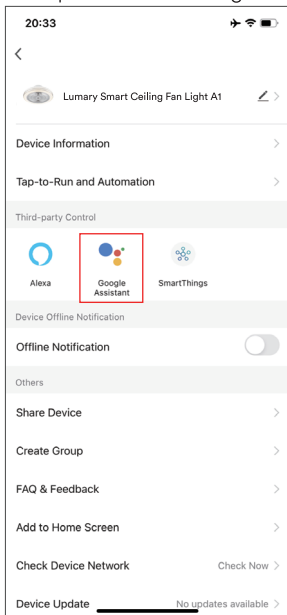 20:33
Lumary Smart Ceiling Fan Light A1
Device Information
Tap-to-Run and Automation
Third-party Control
Alexa
Google
Assistant
SmartThings
Device Offline Notification
Offline Notification
Others
Share Device
Create Group
FAQ & Feedback
Add to Home Screen
Check Device Network Check Now
Device Update No updates available